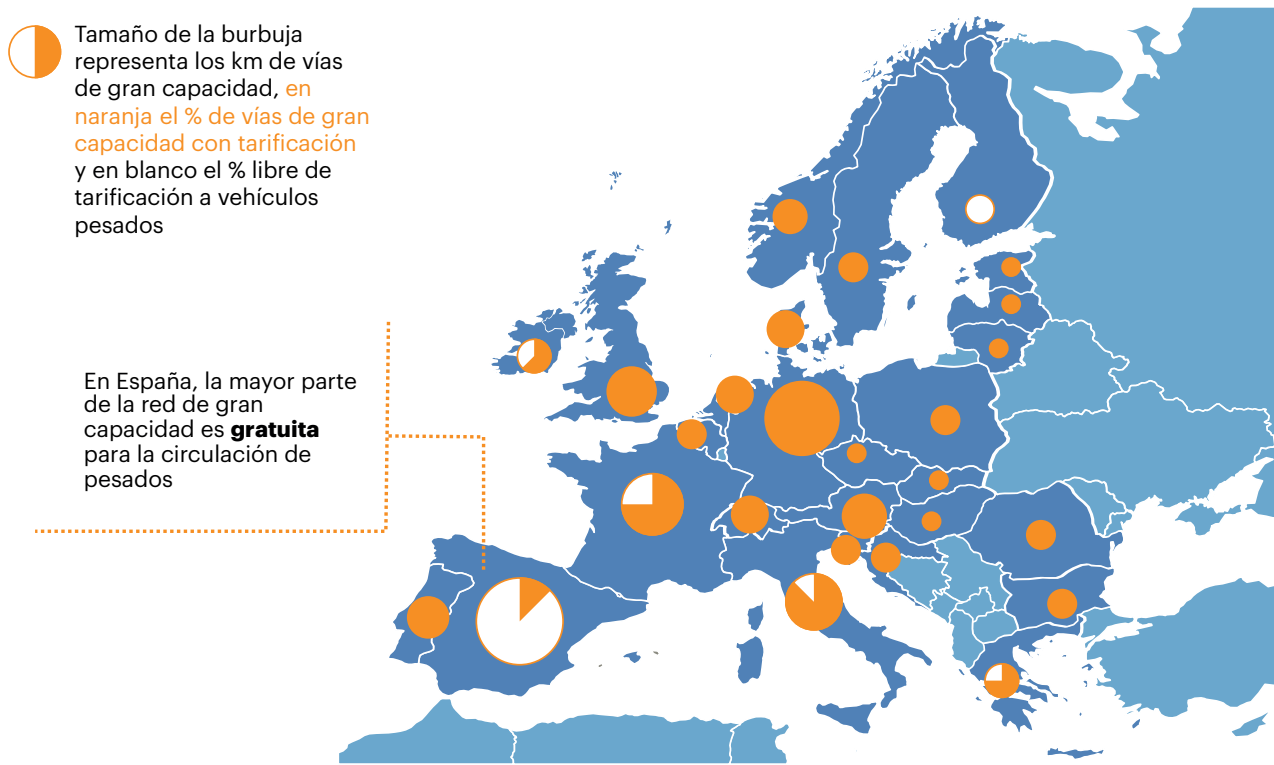 Tamaño de la burbuja
representa los km de vías
de gran capacidad, en
naranja el % de vías de gran
capacidad con tarificación
y en blanco el % libre de
tarificación a vehículos
pesados
En España, la mayor parte
de la red de gran
capacidad es gratuita
para la circulación de
pesados